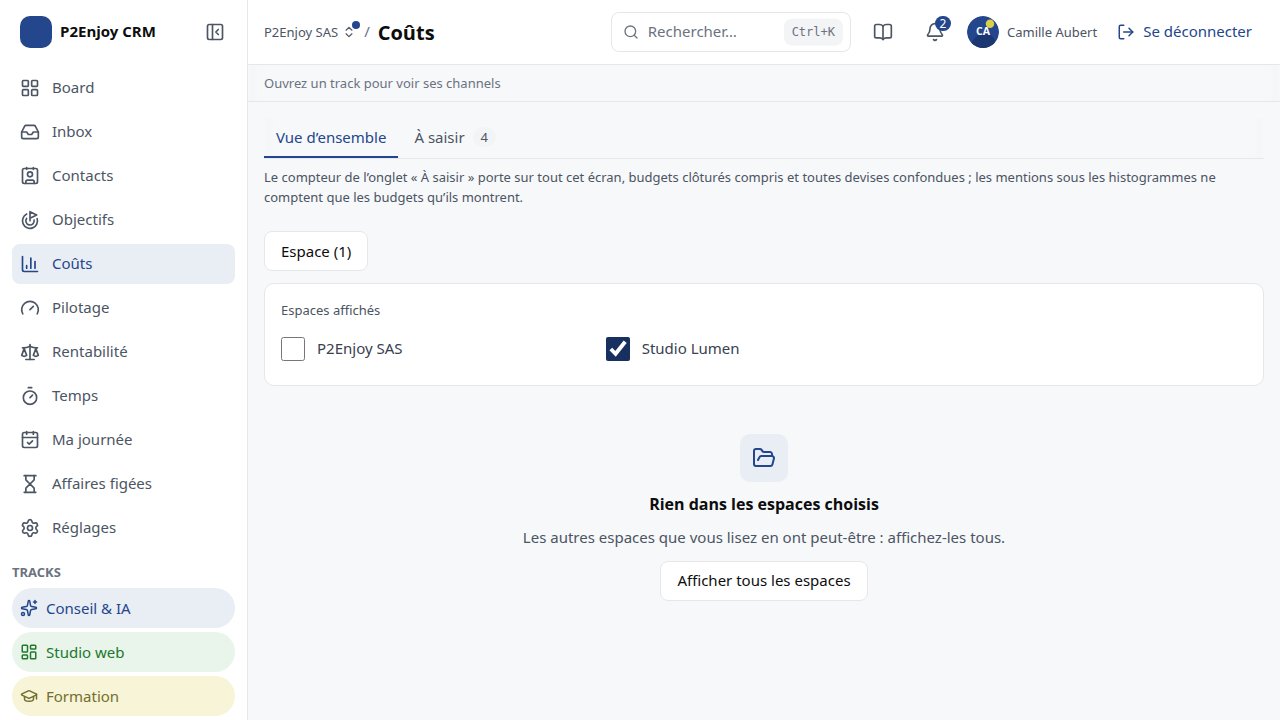 P2Enjoy CRM
Board
Inbox
Contacts
Objectifs
Coûts
Pilotage
Rentabilité
Temps
Ma journée
Affaires figées
Réglages
TRACKS
Conseil & IA
Studio web
Formation
P2Enjoy SAS / Coûts
Rechercher... Ctrl+K
2
CA Camille Aubert
Se déconnecter
Ouvrez un track pour voir ses channels
Vue d'ensemble
À saisir 4
Le compteur de l'onglet « À saisir » porte sur tout cet écran, budgets clôturés compris et toutes devises confondues ; les mentions sous les histogrammes ne
comptent que les budgets qu'ils montrent.
Espace (1)
Espaces affichés
P2Enjoy SAS
Studio Lumen
Rien dans les espaces choisis
Les autres espaces que vous lisez en ont peut-être : affichez-les tous.
Afficher tous les espaces